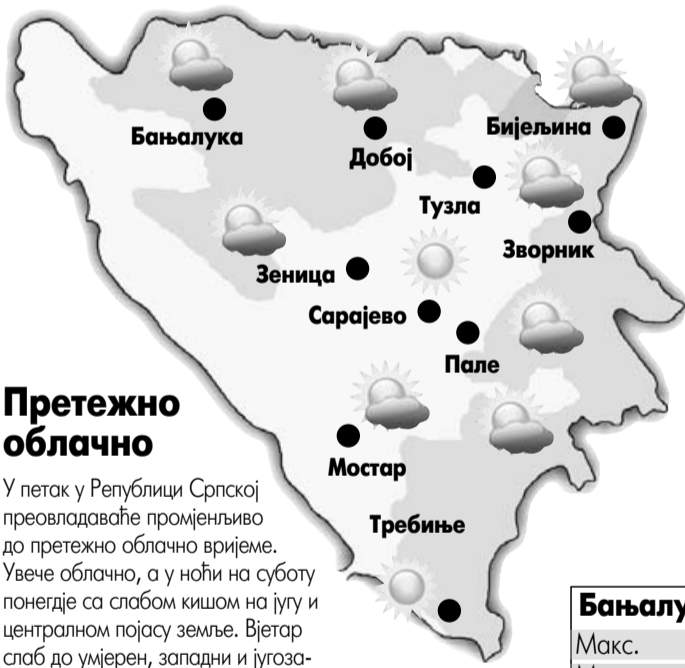 Бањалука
Добој
Бијељина
Тузла
Зворник
Зеница
Сарајево
Пале
Мостар
Требиње
Претежно
облачно
У петак у Републици Српској
преовладаваће промјенљиво
до претежно облачно вријеме.
Увече облачно, а у ноћи на суботу
понегдје са слабом кишом на југу и
централном појасу земље. Вјетар
слаб до умјерен, западни и југоза-
Бањалу
Макс.